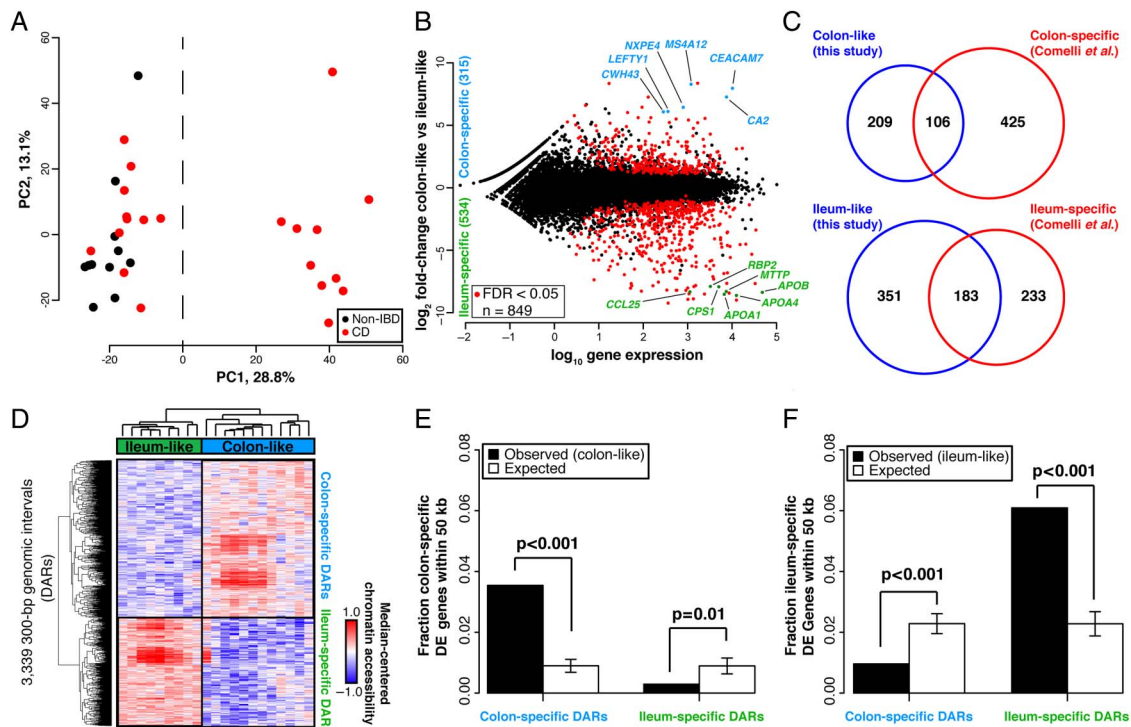 A
60
40
20
0
-20
PC2, 13.1%
-20
0
20
40
60
PC1, 28.8%
Non-IBD
CD
B
log2 fold-change colon-like vs ileum-like
Ileum-specific (534)
Colon-specific (315)
10
5
0
-5
-10
NXPE4
MS4A12
LEFTY1
CEACAM7
CWH43
CA2
RBP2
MTTP
APOB
CCL25
CPS1
APOA4
APOA1
FDR < 0.05
n = 849
−2
−1
0
1
2
3
4
5
log10 gene expression
C
Colon-like
(this study)
Colon-specific
(Comelli et al.)
209
106
425
Ileum-like
(this study)
Ileum-specific
(Comelli et al.)
351
183
233
D
Ileum-like
Colon-like
3,339 300-bp genomic intervals
(DARs)
Colon-specific DARs
Ileum-specific DAR
Median-centered
chromatin accessibility
1.0
−1.0
E
Fraction colon-specific
DE genes within 50 kb
0.08
0.06
0.04
0.02
0.00
Observed (colon-like)
Expected
p<0.001
p=0.01
Colon-specific DARs
Ileum-specific DARs
F
Fraction ileum-specific
DE Genes within 50 kb
0.08
0.06
0.04
0.02
0.00
Observed (ileum-like)
Expected
p<0.001
p<0.001
Colon-specific DARs
Ileum-specific DARs